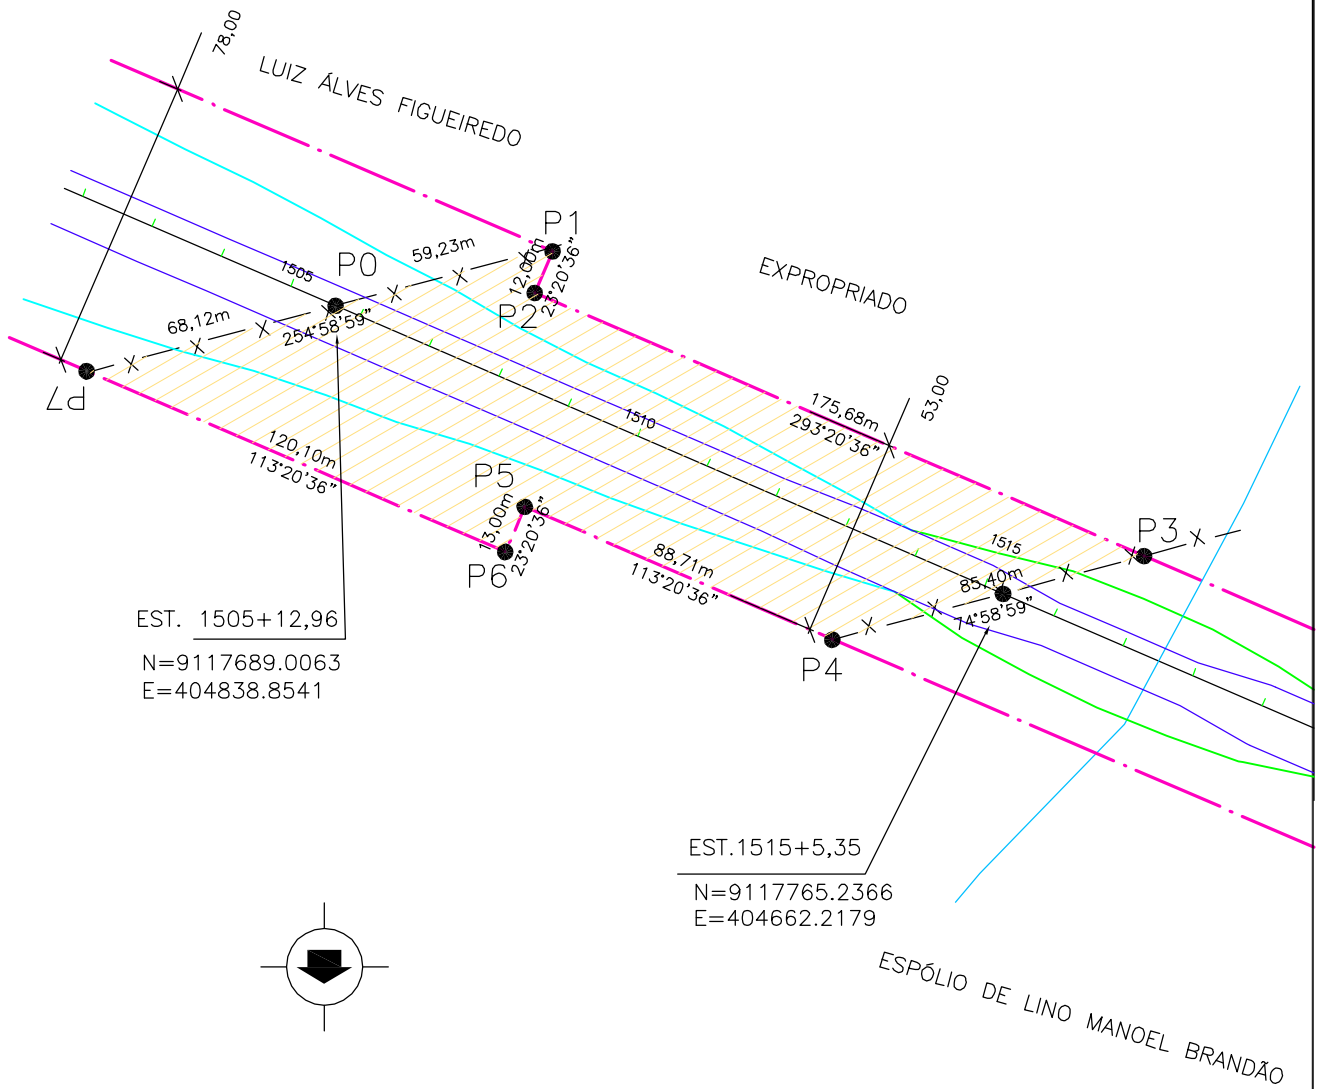 78,00
LUIZ ÁLVES FIGUEIREDO
P1
59,23m
12,00m
23°20'36"
P0
1505
P2
EXPROPRIADO
68,12m
254°58'59"
P7
175,68m
293°20'36"
53,00
1510
120,10m
113°20'36"
P5
13,00m
23°20'36"
P6
88,71m
113°20'36"
1515
P3
85,40m
74°58'59"
P4
EST. 1505+12,96
N=9117689.0063
E=404838.8541
EST.1515+5,35
N=9117765.2366
E=404662.2179
ESPÓLIO DE LINO MANOEL BRANDÃO